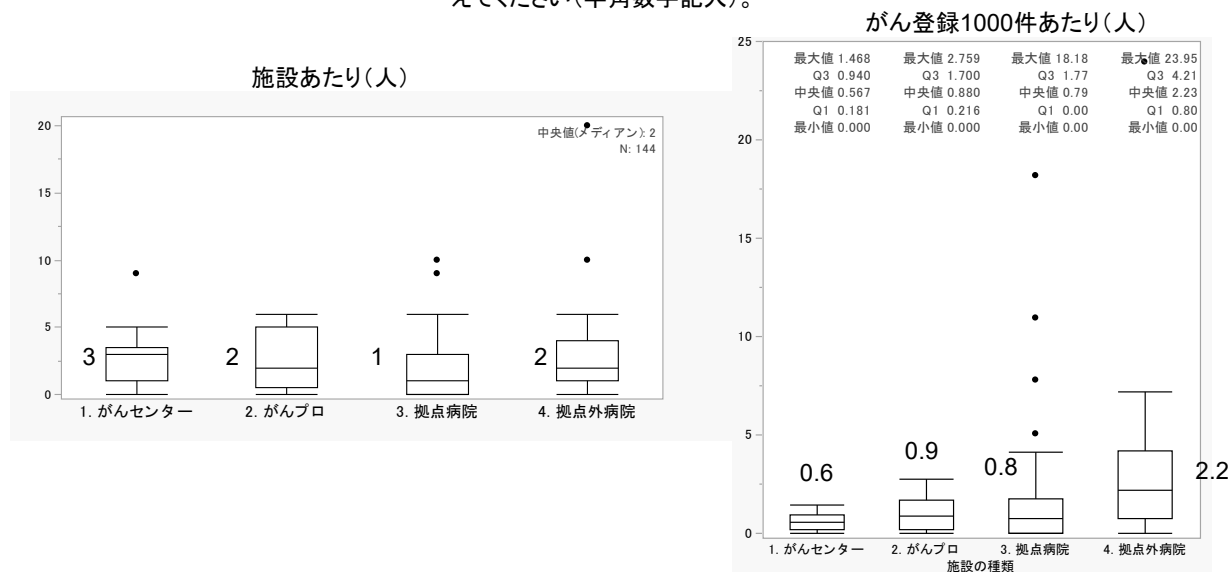 えてください(半角数字記入)。
施設あたり(人)
20
15
10
5
0
中央値(メディアン): 2
N: 144
3
2
1
2
1. がんセンター
2. がんプロ
3. 拠点病院
4. 拠点外病院
がん登録1000件あたり(人)
25
20
15
10
5
0
最大値 1.468
Q3 0.940
中央値 0.567
Q1 0.181
最小値 0.000
最大値 2.759
Q3 1.700
中央値 0.880
Q1 0.216
最小値 0.000
最大値 18.18
Q3 1.77
中央値 0.79
Q1 0.00
最小値 0.00
最大値 23.95
Q3 4.21
中央値 2.23
Q1 0.80
最小値 0.00
0.6
0.9
0.8
2.2
1. がんセンター
2. がんプロ
3. 拠点病院
4. 拠点外病院
施設の種類